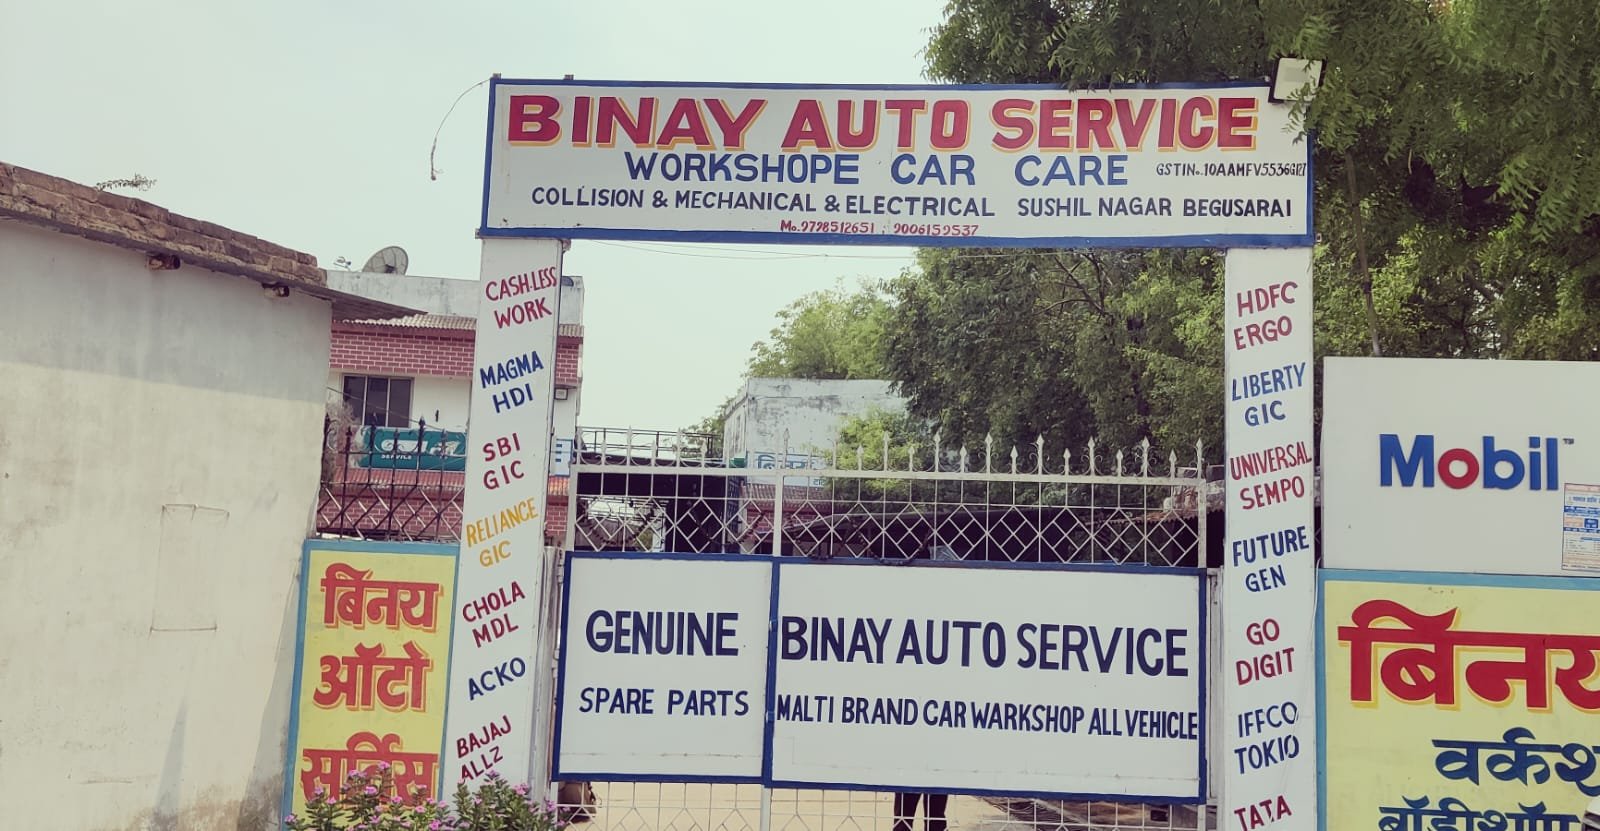 BINAY AUTO SERVICE
WORKSHOPE CAR CARE
GSTIN.:10AAMFV5536G1Z7
COLLISION & MECHANICAL & ELECTRICAL SUSHIL NAGAR BEGUSARAI
Mo.9798512651 ; 9006159537
CASH-LESS
WORK
MAGMA
HDI
SBI
GIC
RELIANCE
GIC
CHOLA
MDL
ACKO
BAJAJ
ALLZ
HDFC
ERGO
LIBERTY
GIC
UNIVERSAL
SEMPO
FUTURE
GEN
GO
DIGIT
IFFCO
TOKIO
TATA
GENUINE
SPARE PARTS
BINAY AUTO SERVICE
MALTI BRAND CAR WARKSHOP ALL VEHICLE
बिनय
ऑटो
सर्विस
Mobil™
बिनय